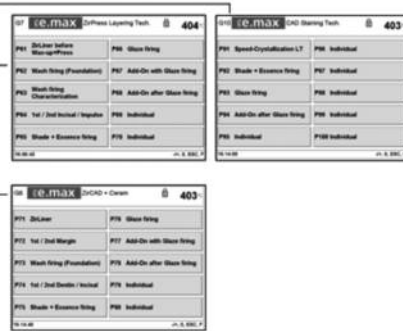 G7 e.max ZirPress Layering Tech. 404
P61 ZirLiner before
Wax-up+Press
P66 Glaze firing
P62 Wash firing (Foundation)
P67 Add-On with Glaze firing
P63 Wash firing
Characterization
P68 Add-On after Glaze firing
P64 1st / 2nd Incisal / Impulse
P69 Individual
P65 Shade + Essence firing
P70 Individual
G10 e.max CAD Staining Tech. 403
P91 Speed-Crystallization LT
P96 Individual
P92 Shade + Essence firing
P97 Individual
P93 Glaze firing
P98 Individual
P94 Add-On after Glaze firing
P99 Individual
P95 Individual
P100 Individual
16:14:00
G8 e.max ZirCAD + Ceram 403
P71 ZirLiner
P76 Glaze firing
P72 1st / 2nd Margin
P77 Add-On with Glaze firing
P73 Wash firing (Foundation)
P78 Add-On after Glaze firing
P74 1st / 2nd Dentin / Incisal
P79 Individual
P75 Shade + Essence firing
P80 Individual